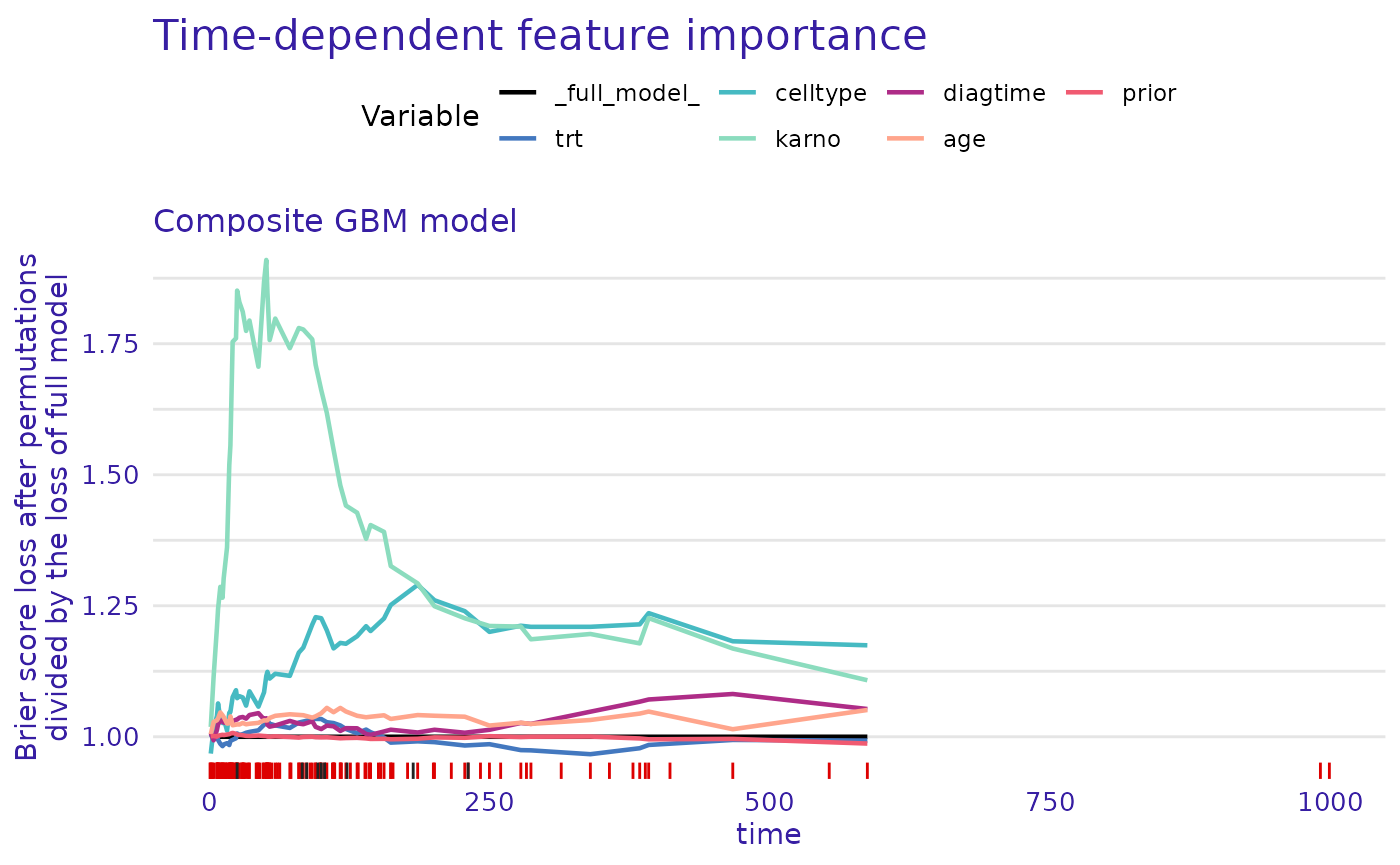 Time-dependent feature importance
Variable
_full_model_ celltype diagtime prior
trt karno age
Composite GBM model
Brier score loss after permutations
divided by the loss of full model
1.75
1.50
1.25
1.00
0 250 500 750 1000
time